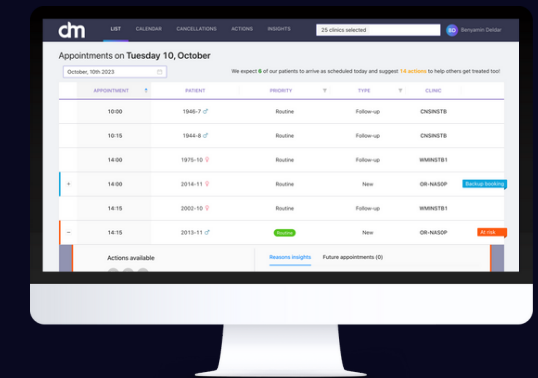 dm LIST CALENDAR CANCELLATIONS ACTIONS INSIGHTS 25 clinics selected BD Benyamin Deldar
Appointments on Tuesday 10, October
October, 10th 2023 We expect 6 of our patients to arrive as scheduled today and suggest 14 actions to help others get treated too!
APPOINTMENT PATIENT PRIORITY TYPE CLINIC
10:00 1946-7 Routine Follow-up CNSINSTB
10:15 1944-8 Routine Follow-up CNSINSTB
14:00 1975-10 Routine Follow-up WMINSTB1
+ 14:00 2014-11 Routine New OR-NASOP Backup booking
14:15 2002-10 Routine Follow-up WMINSTB1
− 14:15 2013-11 Routine New OR-NASOP At risk
Actions available Reasons insights Future appointments (0)